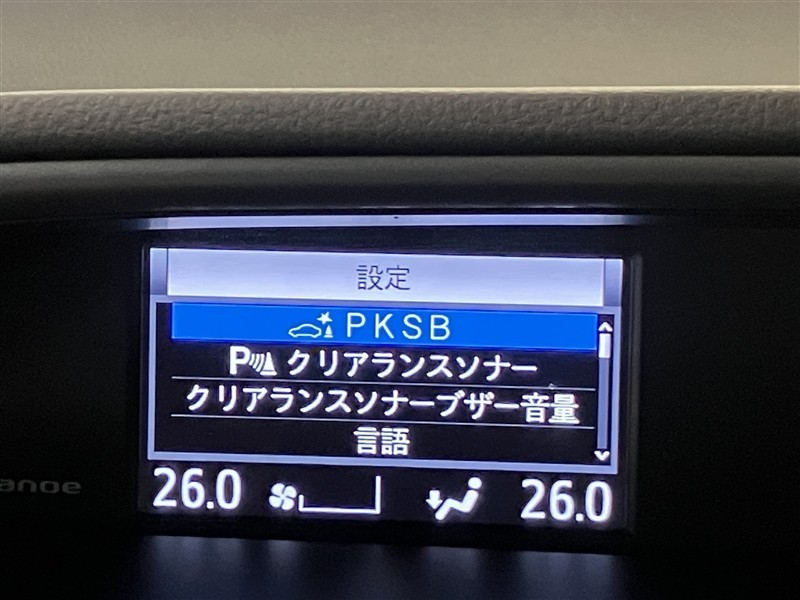 設定
PKSB
P クリアランスソナー
クリアランスソナーブザー音量
言語
anoe
26.0 26.0